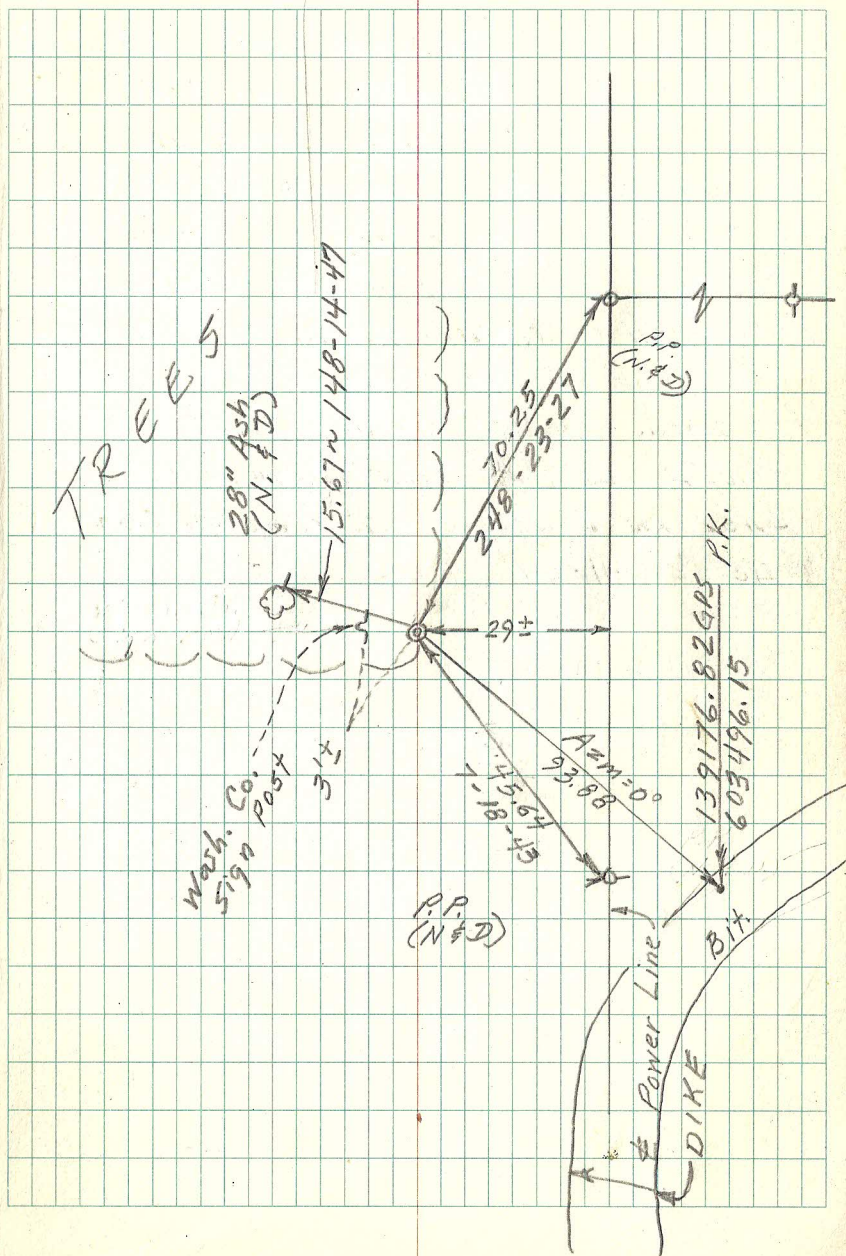 TREES
28" Ash
(N. & D)
15.67 ~ 148-14-47
Wash. Co.
Sign Post
3'±
70.25
248-23-27
P.P.
(N. & D)
29±
45.64
1-18-43
Azm=0°
93.88
P.P.
(N & D)
139176.82 GPS
603496.15
P.K.
Bit.
℄ Power Line
DIKE